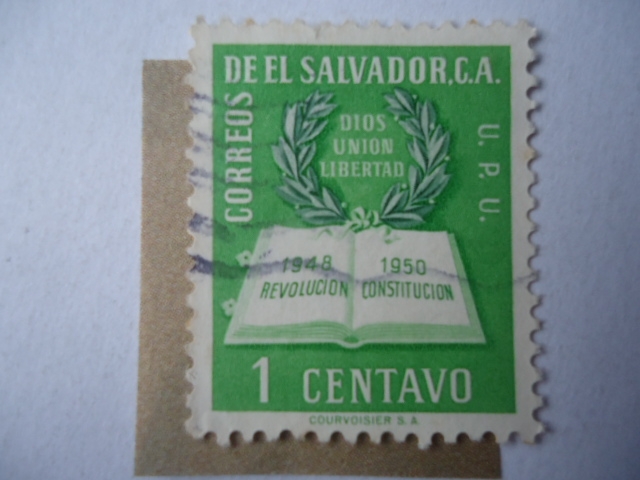 CORREOS
DE EL SALVADOR, C.A.
U. P. U.
DIOS
UNION
LIBERTAD
1948
REVOLUCION
1950
CONSTITUCION
1 CENTAVO
COURVOISIER S. A.